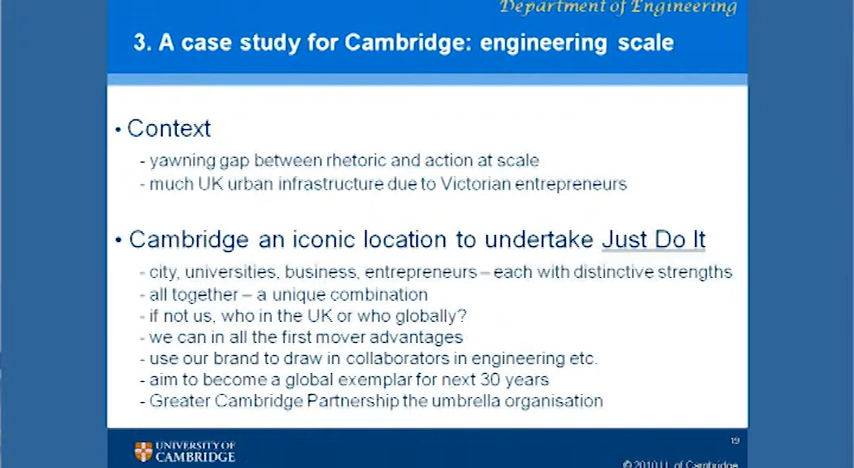 Department of Engineering
3. A case study for Cambridge: engineering scale
• Context
- yawning gap between rhetoric and action at scale
- much UK urban infrastructure due to Victorian entrepreneurs
• Cambridge an iconic location to undertake Just Do It
- city, universities, business, entrepreneurs – each with distinctive strengths
- all together – a unique combination
- if not us, who in the UK or who globally?
- we can in all the first mover advantages
- use our brand to draw in collaborators in engineering etc.
- aim to become a global exemplar for next 30 years
- Greater Cambridge Partnership the umbrella organisation
19
UNIVERSITY OF
CAMBRIDGE
© 2010 U. of Cambridge